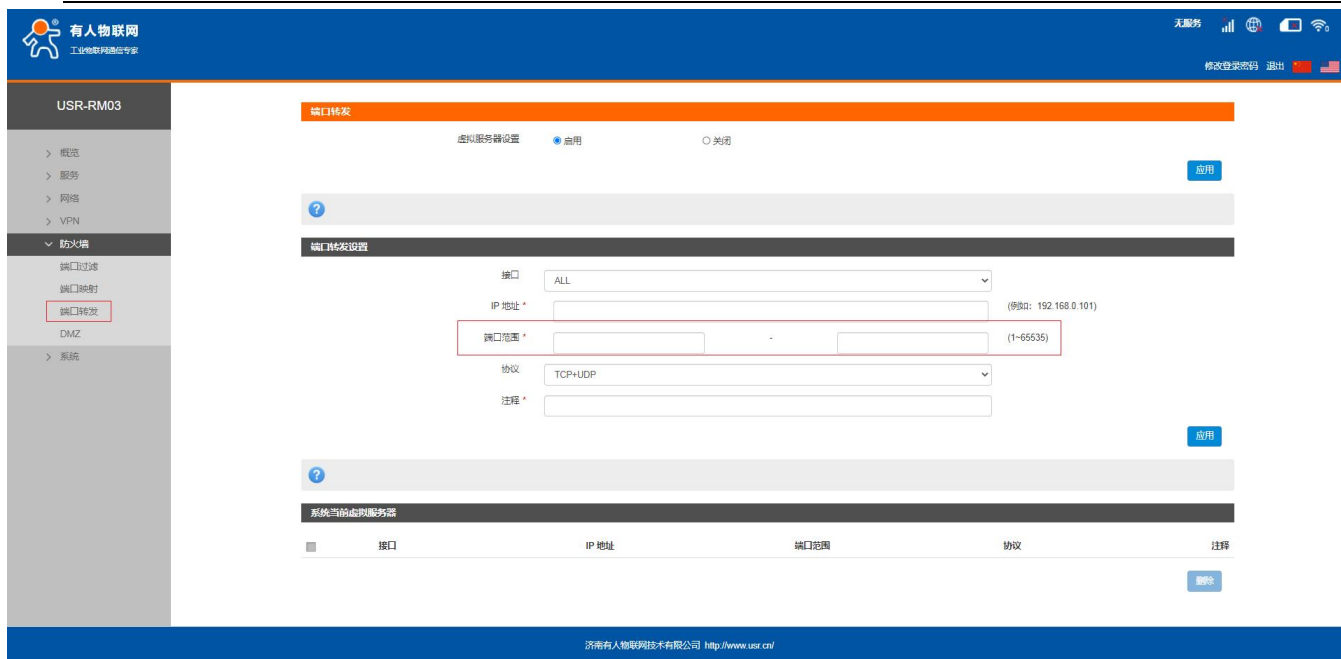 有人物联网
工业物联网通信专家
无服务
修改登录密码 退出
USR-RM03
> 概览
> 服务
> 网络
> VPN
防火墙
端口过滤
端口映射
端口转发
DMZ
> 系统
端口转发
虚拟服务器设置 启用 关闭
应用
?
端口转发设置
接口 ALL
IP 地址 * (例如：192.168.0.101)
端口范围 * - (1~65535)
协议 TCP+UDP
注释 *
应用
?
系统当前虚拟服务器
接口 IP 地址 端口范围 协议 注释
删除
济南有人物联网技术有限公司 http://www.usr.cn/